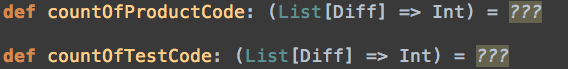 def countOfProductCode: (List[Diff] => Int) = ???
def countOfTestCode: (List[Diff] => Int) = ???